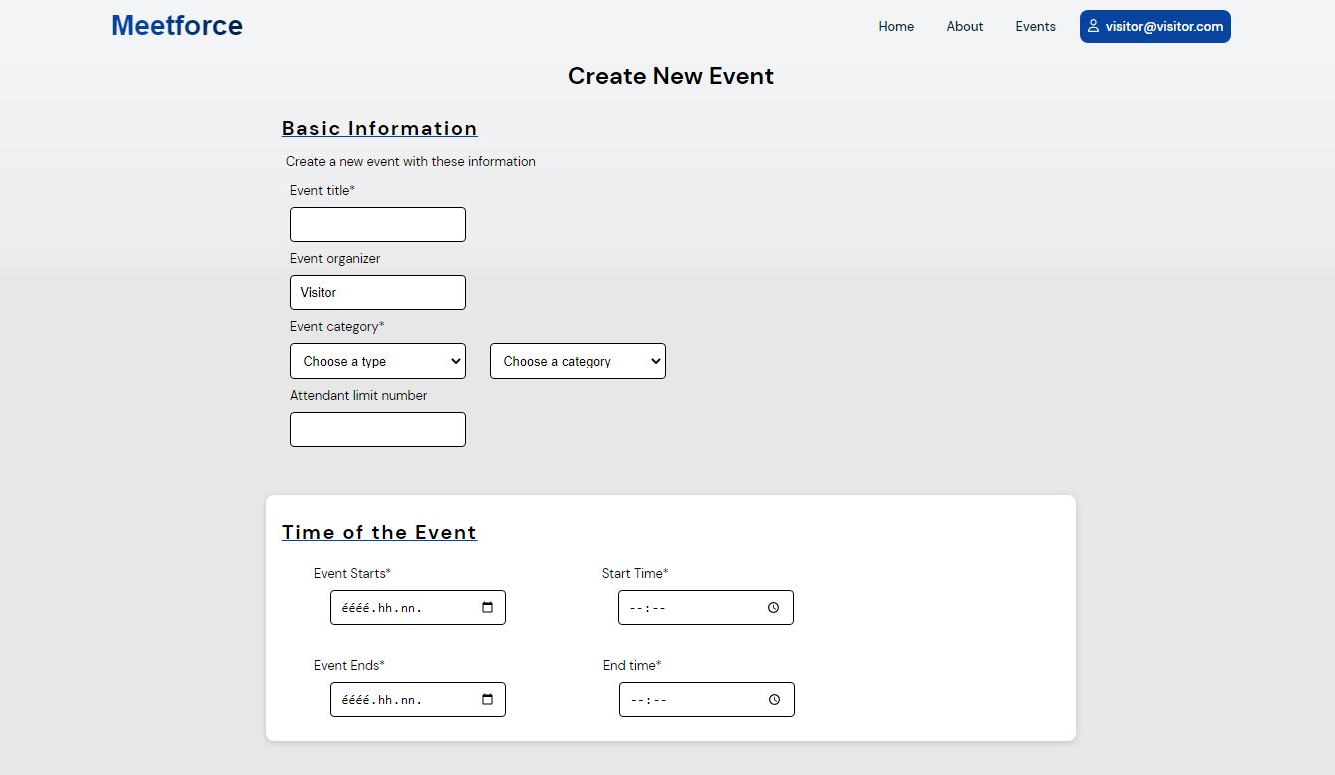 Meetforce
Home About Events visitor@visitor.com
Create New Event
Basic Information
Create a new event with these information
Event title*
Event organizer
Visitor
Event category*
Choose a type Choose a category
Attendant limit number
Time of the Event
Event Starts* Start Time*
éééé.hh.nn. --:--
Event Ends* End time*
éééé.hh.nn. --:--